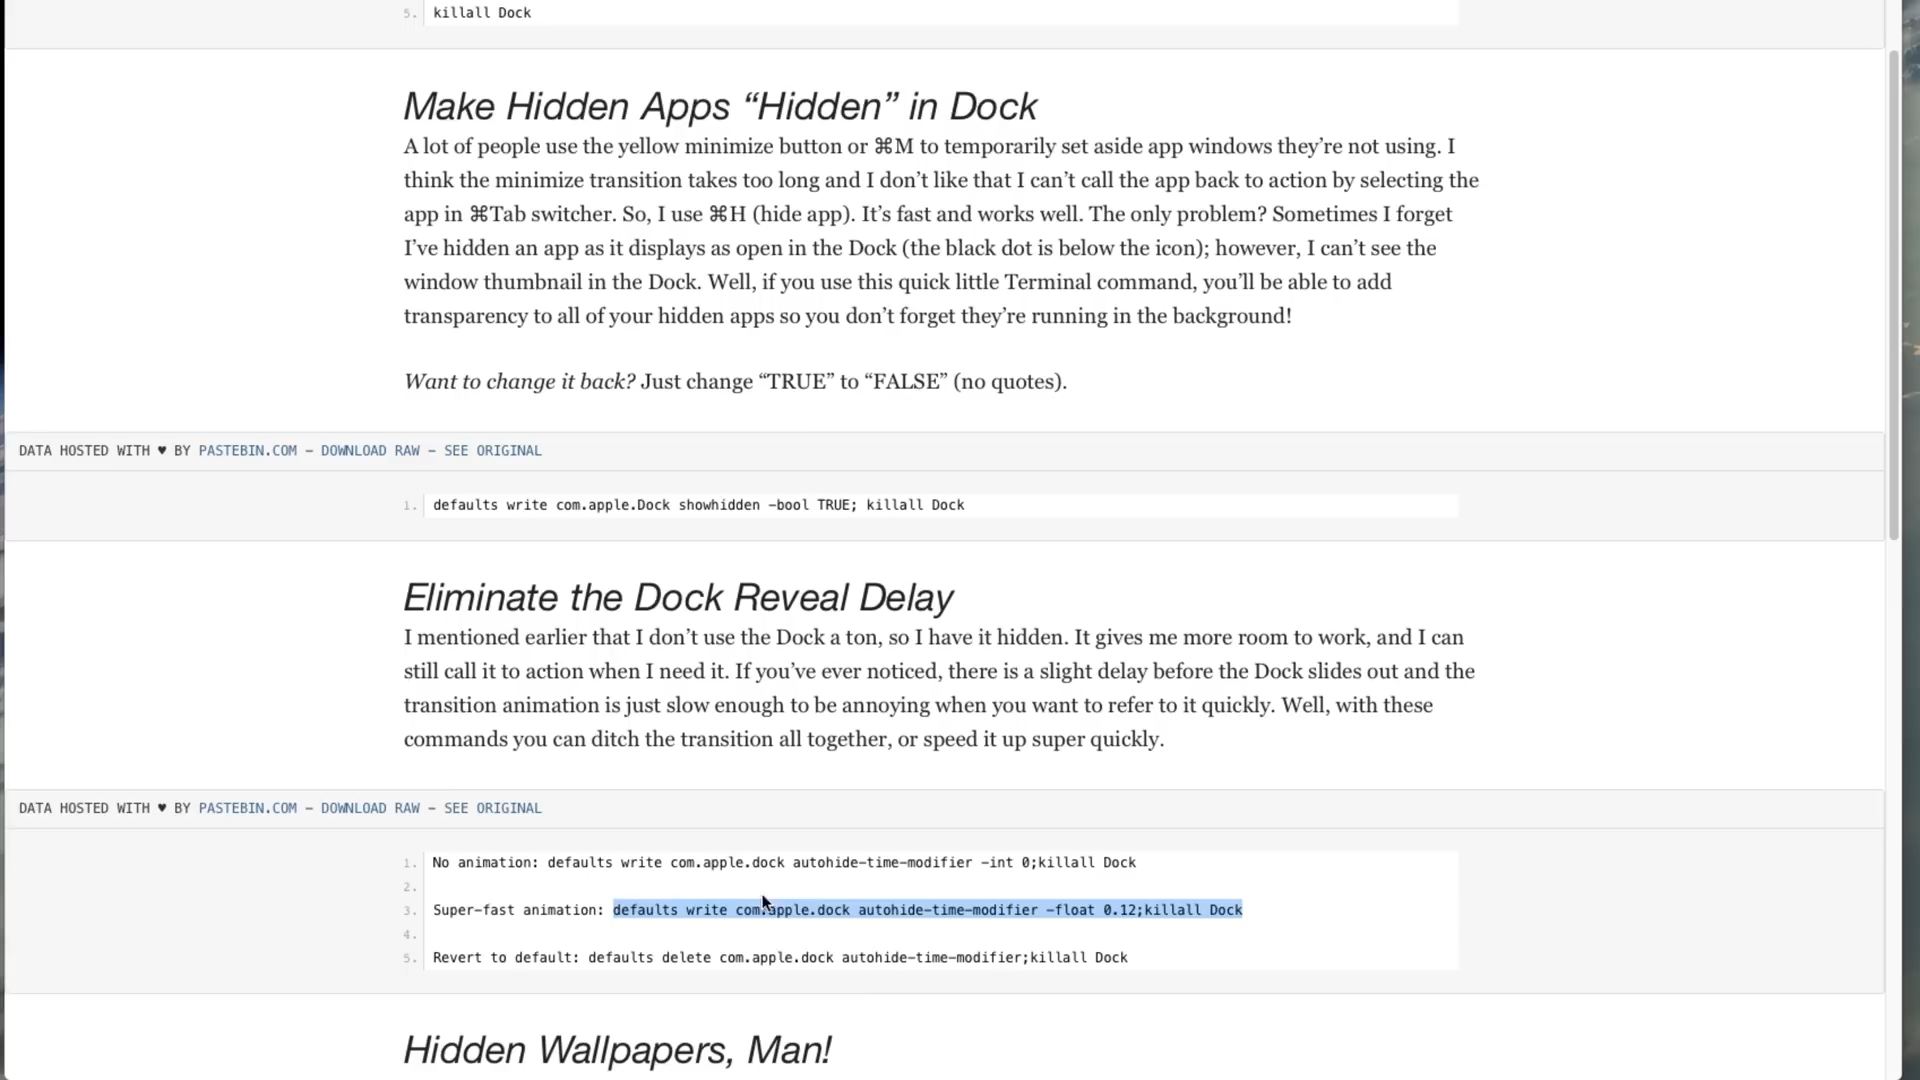 5. killall Dock
Make Hidden Apps “Hidden” in Dock
A lot of people use the yellow minimize button or ⌘M to temporarily set aside app windows they’re not using. I
think the minimize transition takes too long and I don’t like that I can’t call the app back to action by selecting the
app in ⌘Tab switcher. So, I use ⌘H (hide app). It’s fast and works well. The only problem? Sometimes I forget
I’ve hidden an app as it displays as open in the Dock (the black dot is below the icon); however, I can’t see the
window thumbnail in the Dock. Well, if you use this quick little Terminal command, you’ll be able to add
transparency to all of your hidden apps so you don’t forget they’re running in the background!
Want to change it back? Just change “TRUE” to “FALSE” (no quotes).
DATA HOSTED WITH ♥ BY PASTEBIN.COM - DOWNLOAD RAW - SEE ORIGINAL
1. defaults write com.apple.Dock showhidden -bool TRUE; killall Dock
Eliminate the Dock Reveal Delay
I mentioned earlier that I don’t use the Dock a ton, so I have it hidden. It gives me more room to work, and I can
still call it to action when I need it. If you’ve ever noticed, there is a slight delay before the Dock slides out and the
transition animation is just slow enough to be annoying when you want to refer to it quickly. Well, with these
commands you can ditch the transition all together, or speed it up super quickly.
DATA HOSTED WITH ♥ BY PASTEBIN.COM - DOWNLOAD RAW - SEE ORIGINAL
1. No animation: defaults write com.apple.dock autohide-time-modifier -int 0;killall Dock
2.
3. Super-fast animation: defaults write com.apple.dock autohide-time-modifier -float 0.12;killall Dock
4.
5. Revert to default: defaults delete com.apple.dock autohide-time-modifier;killall Dock
Hidden Wallpapers, Man!